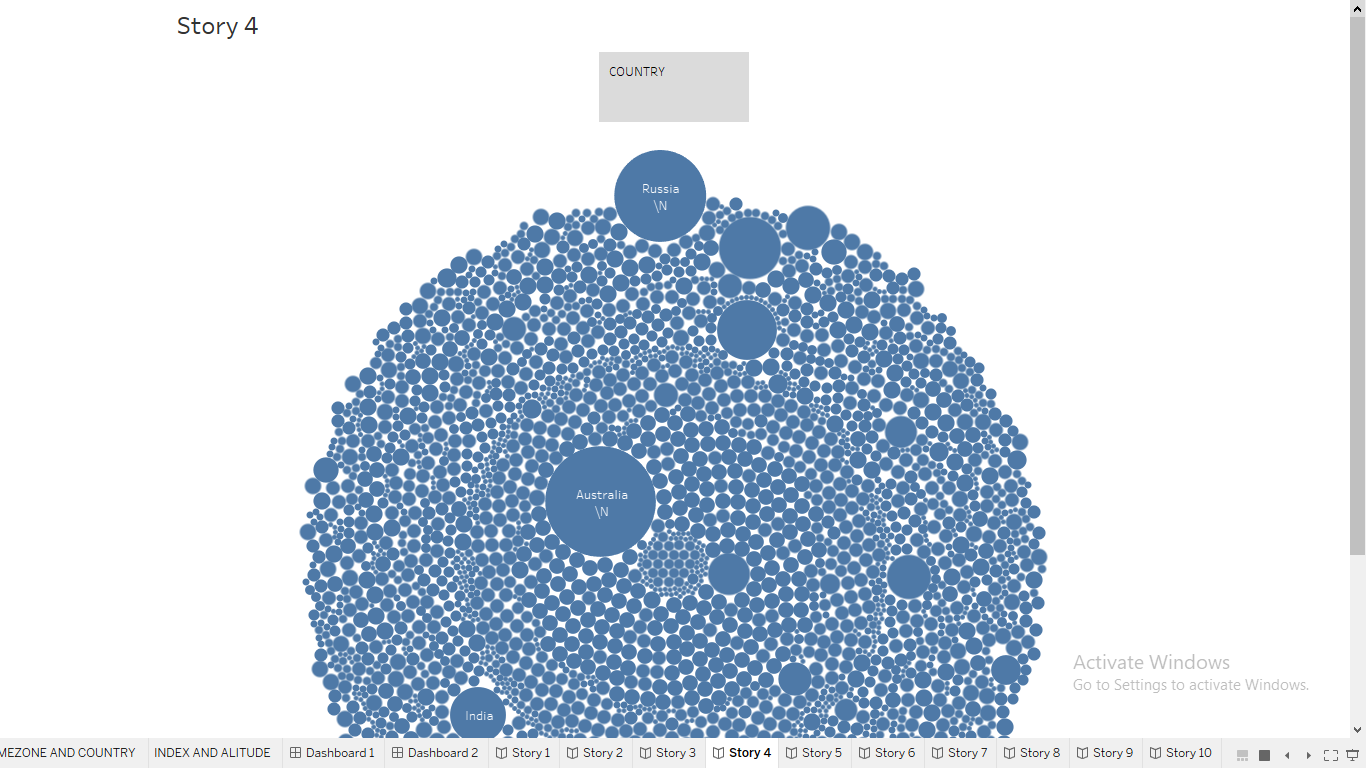 Story 4
COUNTRY
Russia
\N
Australia
\N
India
Activate Windows
Go to Settings to activate Windows.
MEZONE AND COUNTRY INDEX AND ALITUDE Dashboard 1 Dashboard 2 Story 1 Story 2 Story 3 Story 4 Story 5 Story 6 Story 7 Story 8 Story 9 Story 10